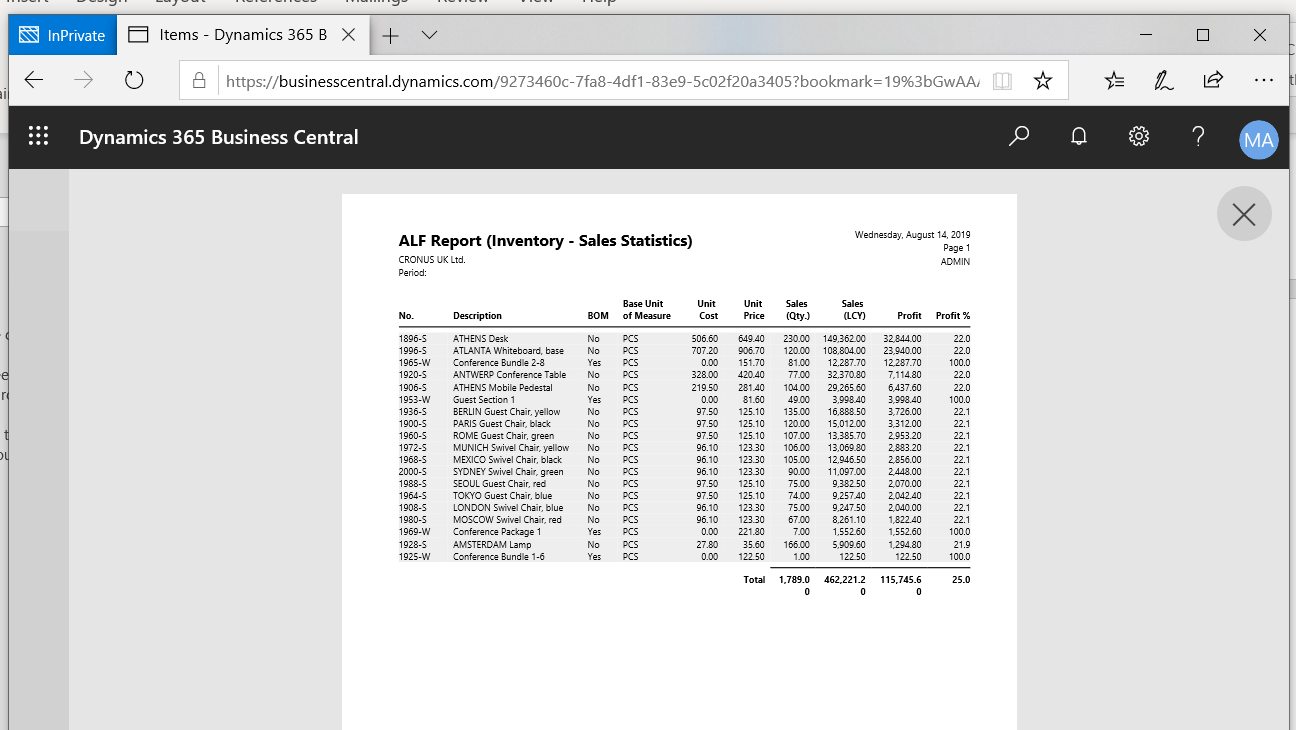 Insert Design Layout References Mailings Review View Help
InPrivate Items - Dynamics 365 B
https://businesscentral.dynamics.com/9273460c-7fa8-4df1-83e9-5c02f20a3405?bookmark=19%3bGwAA
Dynamics 365 Business Central ? MA
ALF Report (Inventory - Sales Statistics) Wednesday, August 14, 2019
CRONUS UK Ltd. Page 1
Period: ADMIN
Base Unit Unit Unit Sales Sales
No. Description BOM of Measure Cost Price (Qty.) (LCY) Profit Profit %
1896-S ATHENS Desk No PCS 506.60 649.40 230.00 149,362.00 32,844.00 22.0
1996-S ATLANTA Whiteboard, base No PCS 707.20 906.70 120.00 108,804.00 23,940.00 22.0
1965-W Conference Bundle 2-8 Yes PCS 0.00 151.70 81.00 12,287.70 12,287.70 100.0
1920-S ANTWERP Conference Table No PCS 328.00 420.40 77.00 32,370.80 7,114.80 22.0
1906-S ATHENS Mobile Pedestal No PCS 219.50 281.40 104.00 29,265.60 6,437.60 22.0
1953-W Guest Section 1 Yes PCS 0.00 81.60 49.00 3,998.40 3,998.40 100.0
1936-S BERLIN Guest Chair, yellow No PCS 97.50 125.10 135.00 16,888.50 3,726.00 22.1
1900-S PARIS Guest Chair, black No PCS 97.50 125.10 120.00 15,012.00 3,312.00 22.1
1960-S ROME Guest Chair, green No PCS 97.50 125.10 107.00 13,385.70 2,953.20 22.1
1972-S MUNICH Swivel Chair, yellow No PCS 96.10 123.30 106.00 13,069.80 2,883.20 22.1
1968-S MEXICO Swivel Chair, black No PCS 96.10 123.30 105.00 12,946.50 2,856.00 22.1
2000-S SYDNEY Swivel Chair, green No PCS 96.10 123.30 90.00 11,097.00 2,448.00 22.1
1988-S SEOUL Guest Chair, red No PCS 97.50 125.10 75.00 9,382.50 2,070.00 22.1
1964-S TOKYO Guest Chair, blue No PCS 97.50 125.10 74.00 9,257.40 2,042.40 22.1
1908-S LONDON Swivel Chair, blue No PCS 96.10 123.30 75.00 9,247.50 2,040.00 22.1
1980-S MOSCOW Swivel Chair, red No PCS 96.10 123.30 67.00 8,261.10 1,822.40 22.1
1969-W Conference Package 1 Yes PCS 0.00 221.80 7.00 1,552.60 1,552.60 100.0
1928-S AMSTERDAM Lamp No PCS 27.80 35.60 166.00 5,909.60 1,294.80 21.9
1925-W Conference Bundle 1-6 Yes PCS 0.00 122.50 1.00 122.50 122.50 100.0
Total 1,789.0 462,221.2 115,745.6 25.0
0 0 0